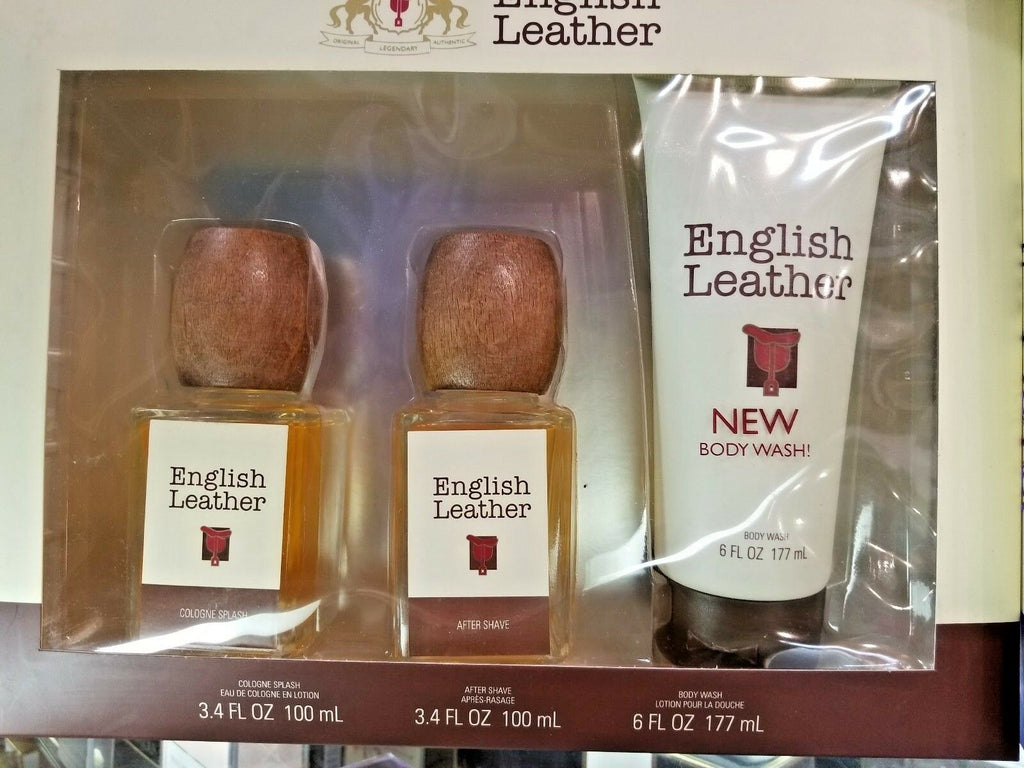 ORIGINAL
LEGENDARY
AUTHENTIC
English
Leather
English
Leather
COLOGNE SPLASH
English
Leather
AFTER SHAVE
English
Leather
NEW
BODY WASH!
BODY WASH
6 FL OZ 177 mL
COLOGNE SPLASH
EAU DE COLOGNE EN LOTION
3.4 FL OZ 100 mL
AFTER SHAVE
APRÈS-RASAGE
3.4 FL OZ 100 mL
BODY WASH
LOTION POUR LA DOUCHE
6 FL OZ 177 mL